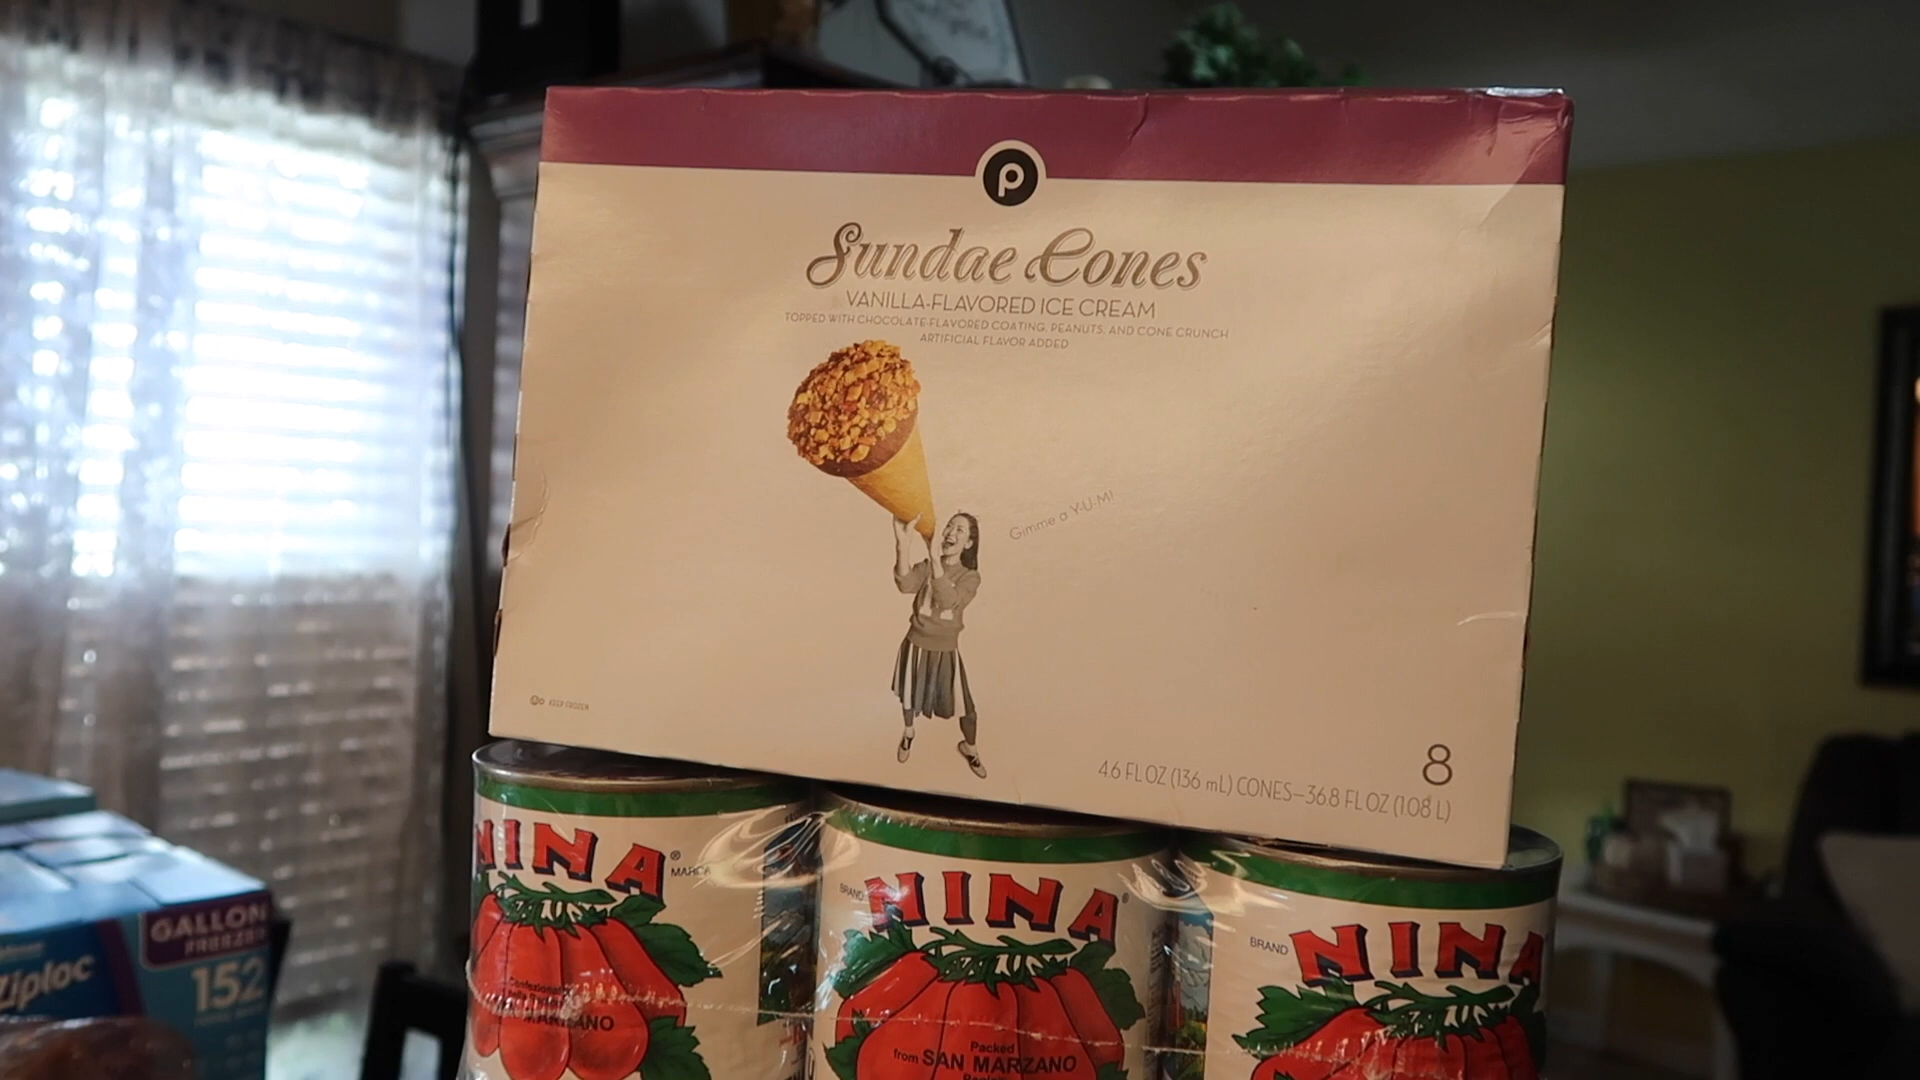 p
Sundae Cones
VANILLA-FLAVORED ICE CREAM
TOPPED WITH CHOCOLATE-FLAVORED COATING, PEANUTS, AND CONE CRUNCH
ARTIFICIAL FLAVOR ADDED
Gimme a Y-U-M!
KEEP FROZEN
8
4.6 FL OZ (136 mL) CONES—36.8 FL OZ (1.08 L)
NINA ®
MARCA
MARZANO
BRAND NINA ®
Packed
from SAN MARZANO
BRAND NINA
GALLON
FREEZER
Ziploc
152